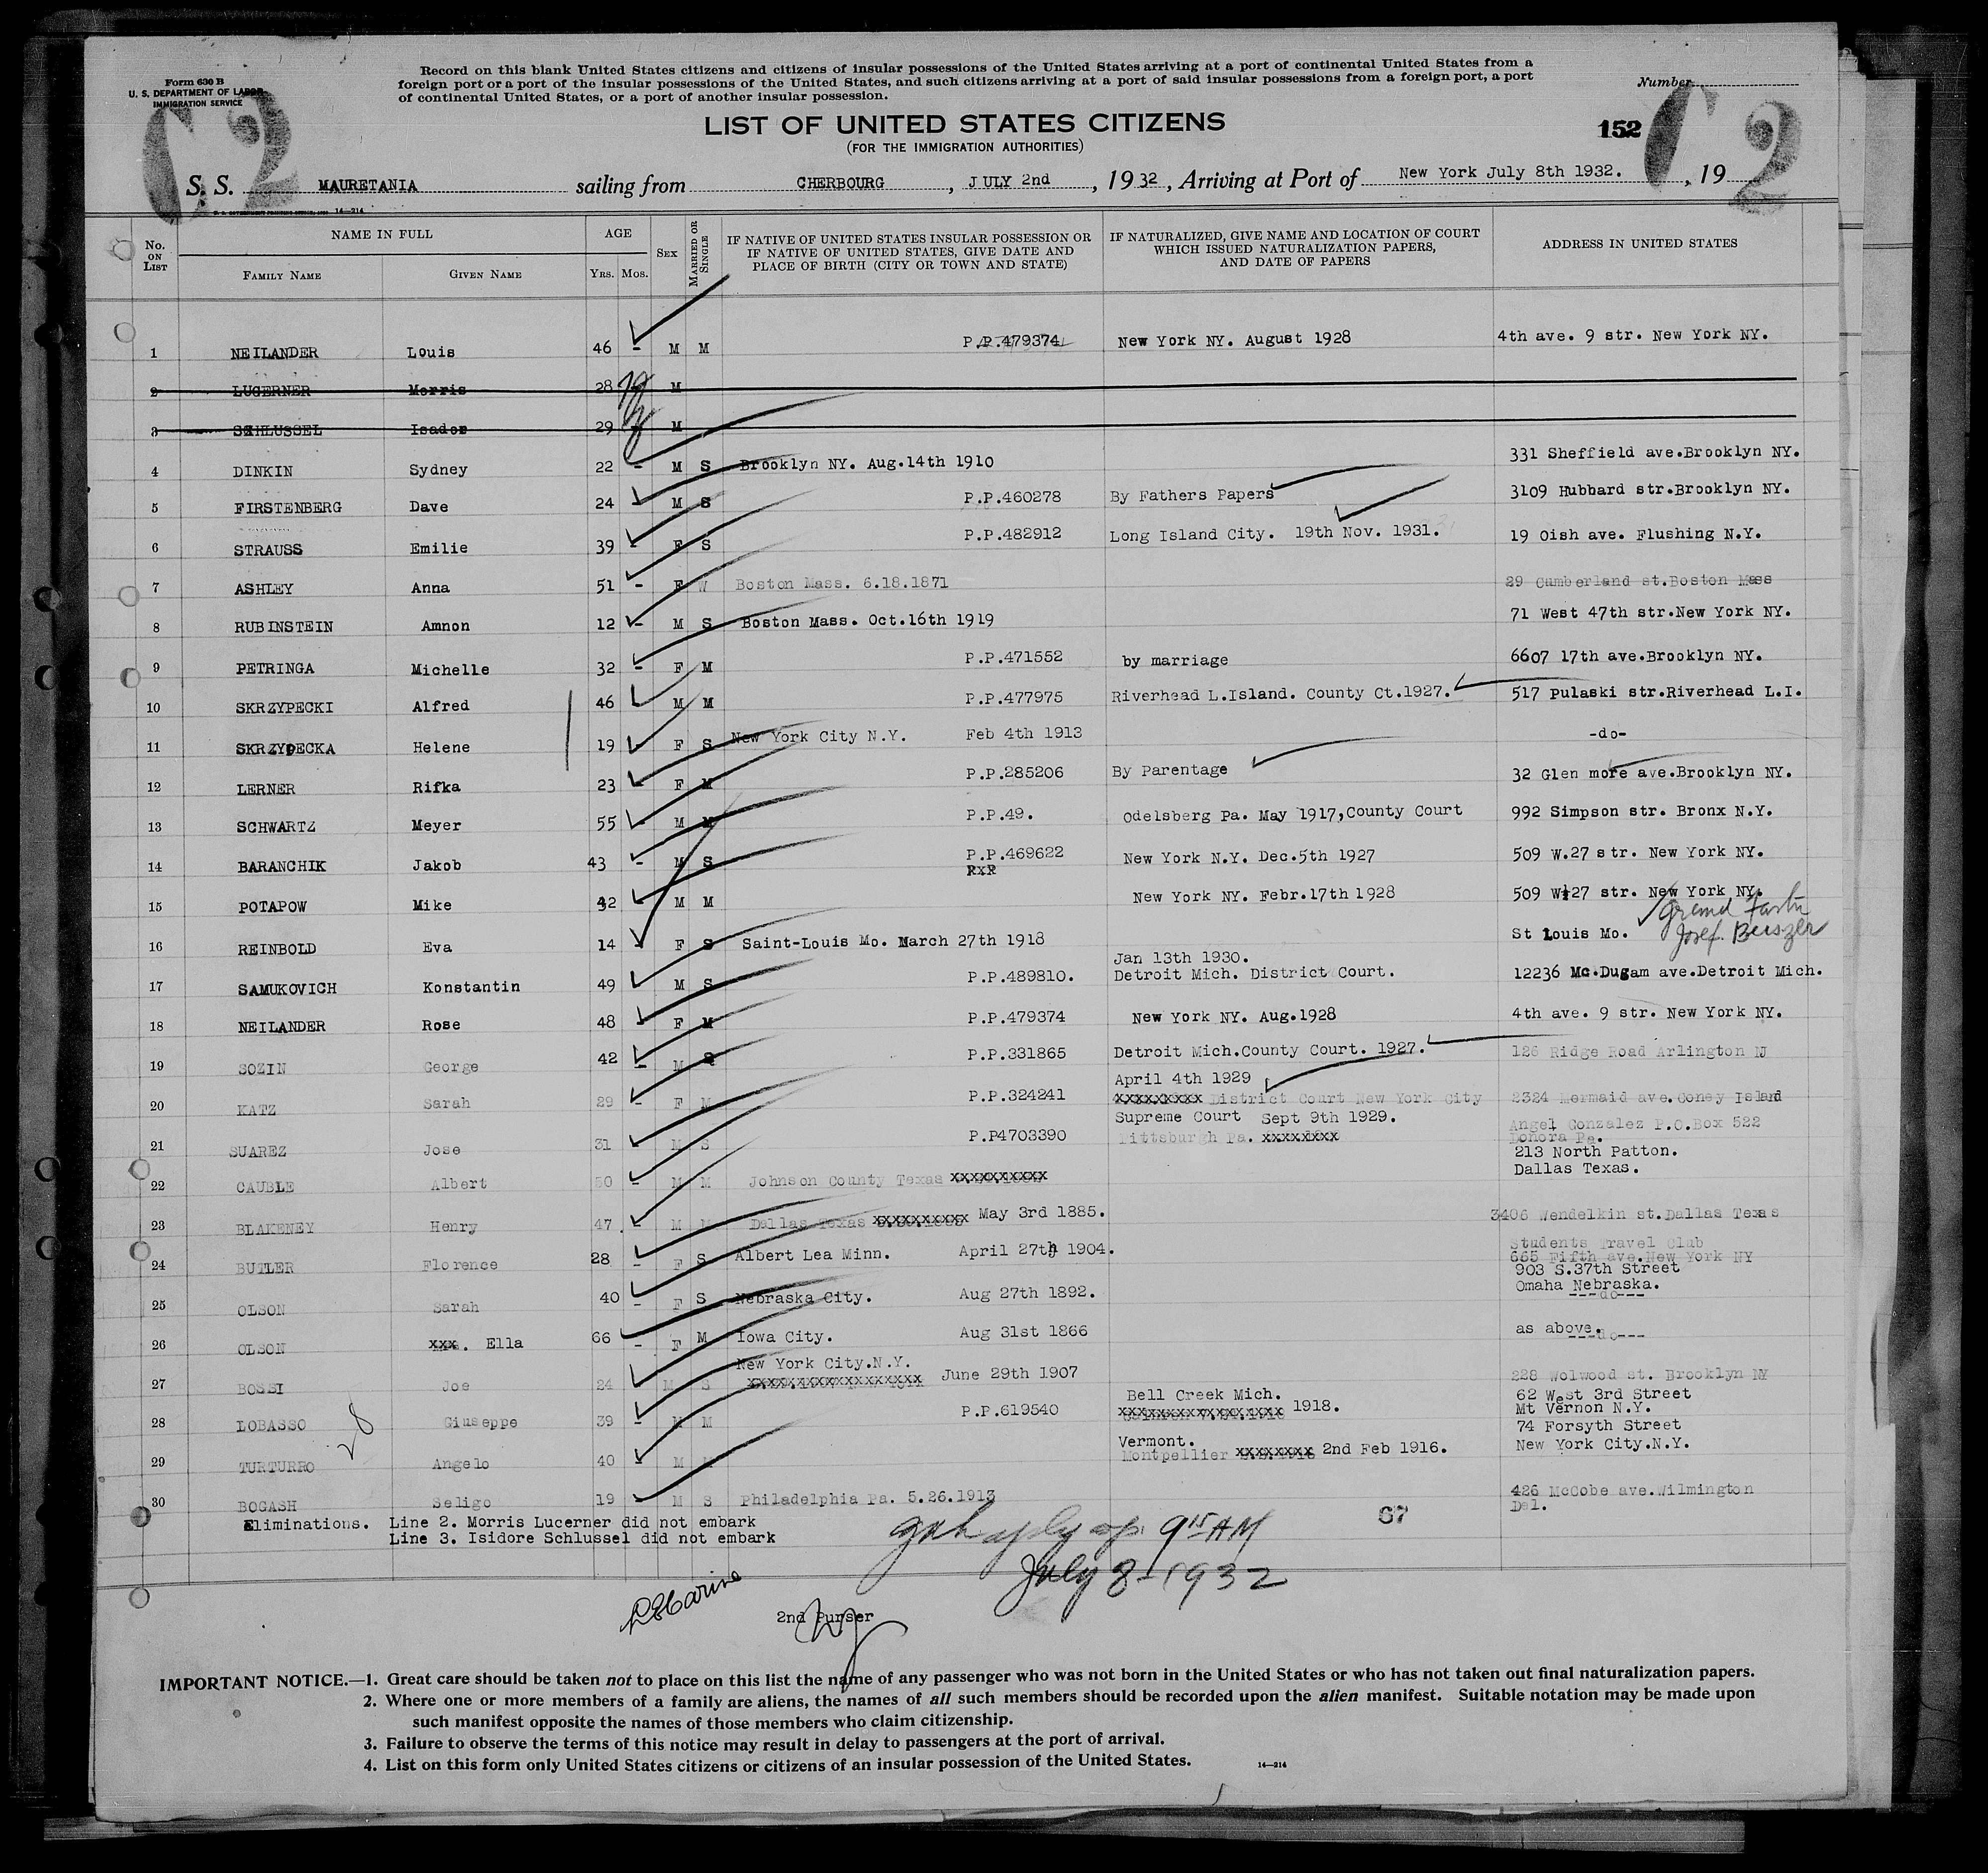 Form 630 B
U. S. DEPARTMENT OF LABOR
IMMIGRATION SERVICE
Record on this blank United States citizens and citizens of insular possessions of the United States arriving at a port of continental United States from a
foreign port or a port of the insular possessions of the United States, and such citizens arriving at a port of said insular possessions from a foreign port, a port
of continental United States, or a port of another insular possession.
Number
2
2
LIST OF UNITED STATES CITIZENS
(FOR THE IMMIGRATION AUTHORITIES)
152
S. S. MAURETANIA sailing from CHERBOURG , JULY 2nd , 1932 , Arriving at Port of New York July 8th 1932. , 19
14—214
No. ON LIST NAME IN FULL AGE SEX MARRIED OR SINGLE IF NATIVE OF UNITED STATES INSULAR POSSESSION OR IF NATIVE OF UNITED STATES, GIVE DATE AND PLACE OF BIRTH (CITY OR TOWN AND STATE) IF NATURALIZED, GIVE NAME AND LOCATION OF COURT WHICH ISSUED NATURALIZATION PAPERS, AND DATE OF PAPERS ADDRESS IN UNITED STATES
FAMILY NAME GIVEN NAME YRS. MOS.
1 NEILANDER Louis 46 - M M P.P.479374 New York NY. August 1928 4th ave. 9 str. New York NY.
2 LUCERNER Morris 28 M
3 SCHLUSSEL Isador 29 - M
4 DINKIN Sydney 22 - M S Brooklyn NY. Aug.14th 1910 331 Sheffield ave.Brooklyn NY.
5 FIRSTENBERG Dave 24 - M S P.P.460278 By Fathers Papers 3109 Hubbard str.Brooklyn NY.
6 STRAUSS Emilie 39 - F S P.P.482912 Long Island City. 19th Nov. 1931. 19 Oish ave. Flushing N.Y.
7 ASHLEY Anna 51 - F W Boston Mass. 6.18.1871 29 Cumberland st.Boston Mass
8 RUBINSTEIN Amnon 12 - M S Boston Mass. Oct.16th 1919 71 West 47th str.New York NY.
9 PETRINGA Michelle 32 - F M P.P.471552 by marriage 6607 17th ave.Brooklyn NY.
10 SKRZYPECKI Alfred 46 M M P.P.477975 Riverhead L.Island. County Ct.1927. 517 Pulaski str.Riverhead L.I.
11 SKRZYPECKA Helene 19 - F S New York City N.Y. Feb 4th 1913 -do-
12 LERNER Rifka 23 - F M P.P.285206 By Parentage 32 Glen more ave.Brooklyn NY.
13 SCHWARTZ Meyer 55 - M M P.P.49. Odelsberg Pa. May 1917,County Court 992 Simpson str. Bronx N.Y.
14 BARANCHIK Jakob 43 - M S P.P.469622 New York N.Y. Dec.5th 1927 509 W.27 str. New York NY.
PXP
15 POTAPOW Mike 42 M M New York NY. Febr.17th 1928 509 W.27 str. New York NY.
Grand
16 REINBOLD Eva 14 - F S Saint-Louis Mo. March 27th 1918 St Louis Mo. Josef.
Jan 13th 1930.
17 SAMUKOVICH Konstantin 49 M S P.P.489810. Detroit Mich. District Court. 12236 Mc.Dugam ave.Detroit Mich.
18 NEILANDER Rose 48 - F M P.P.479374 New York NY. Aug.1928 4th ave. 9 str. New York NY.
19 SOZIN George 42 - M S P.P.331865 Detroit Mich.County Court. 1927. 126 Ridge Road Arlington NJ
April 4th 1929
20 KATZ Sarah 29 - F M P.P.324241 xxxxxxxxx District Court New York City 2324 Mermaid ave.Coney Island
Supreme Court Sept 9th 1929. Angel Gonzalez P.O.Box 522
21 SUAREZ Jose 31 M S P.P4703390 Pittsburgh Pa. xxxxxxxx Donora Pa.
213 North Patton.
Dallas Texas.
22 CAUBLE Albert 50 - M M Johnson County Texas xxxxxxxxxx
23 BLAKENEY Henry 47 - M M Dallas Texas xxxxxxxxxx May 3rd 1885. 3406 Wendelkin st.Dallas Texas
Students Travel Club
24 BUTLER Florence 28 - F S Albert Lea Minn. April 27th 1904. 665 Fifth ave.New York NY
903 S.37th Street
Omaha Nebraska.
25 OLSON Sarah 40 - F S Nebraska City. Aug 27th 1892. ---do---
26 OLSON xxx. Ella 66 - F M Iowa City. Aug 31st 1866 as above. ---do---
New York City.N.Y.
27 BOSSI Joe 24 M S xxxxxxxxxxxxxxxxxxx June 29th 1907 228 Wolwood st. Brooklyn NY
Bell Creek Mich. 62 West 3rd Street
28 LOBASSO Giuseppe 39 - M M P.P.619540 xxxxxxxxxxxxxxxxxx 1918. Mt Vernon N.Y.
28
Vermont. 74 Forsyth Street
29 TURTURRO Angelo 40 - M M Montpellier xxxxxxxx 2nd Feb 1916. New York City.N.Y.
30 BOGASH Seligo 19 - M S Philadelphia Pa. 5.26.1913 426 McCobe ave.Wilmington Del.
Eliminations. Line 2. Morris Lucerner did not embark
Line 3. Isidore Schlussel did not embark
67
9 15 AM
July 8-1932
2nd Purser
IMPORTANT NOTICE.—1. Great care should be taken not to place on this list the name of any passenger who was not born in the United States or who has not taken out final naturalization papers.
2. Where one or more members of a family are aliens, the names of all such members should be recorded upon the alien manifest. Suitable notation may be made upon
such manifest opposite the names of those members who claim citizenship.
3. Failure to observe the terms of this notice may result in delay to passengers at the port of arrival.
4. List on this form only United States citizens or citizens of an insular possession of the United States.
14—214